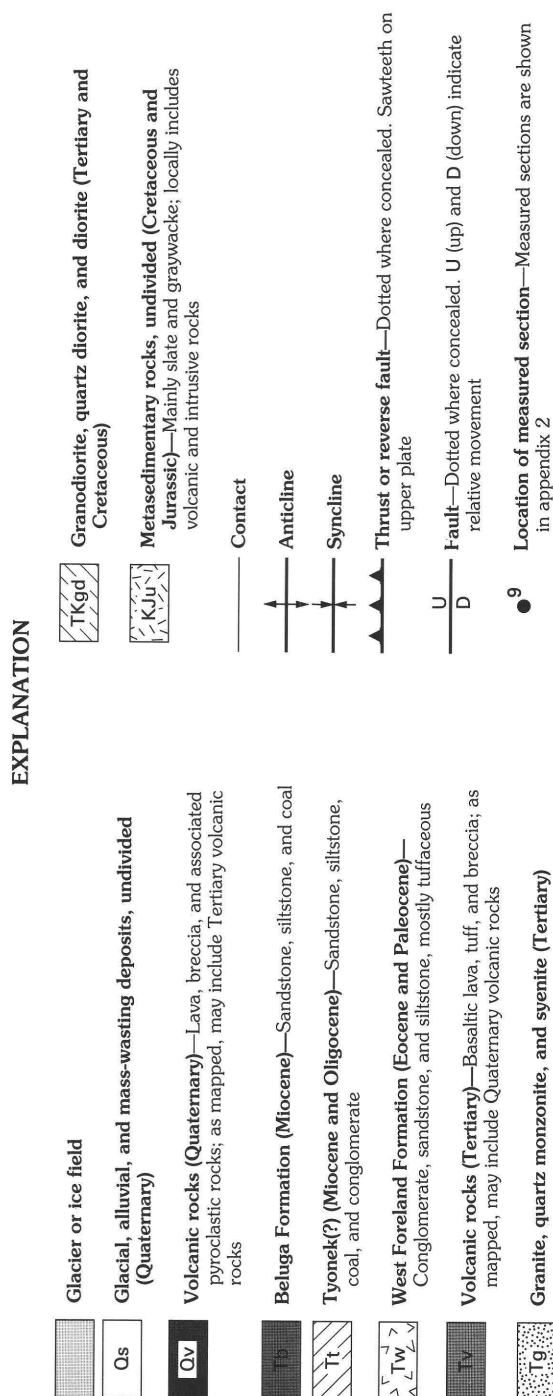 EXPLANATION
Glacier or ice field
Qs
Glacial, alluvial, and mass-wasting deposits, undivided
(Quaternary)
Qv
Volcanic rocks (Quaternary)—Lava, breccia, and associated
pyroclastic rocks; as mapped, may include Tertiary volcanic
rocks
Tb
Beluga Formation (Miocene)—Sandstone, siltstone, and coal
Tt
Tyonek(?) (Miocene and Oligocene)—Sandstone, siltstone,
coal, and conglomerate
Tw
West Foreland Formation (Eocene and Paleocene)—
Conglomerate, sandstone, and siltstone, mostly tuffaceous
Tv
Volcanic rocks (Tertiary)—Basaltic lava, tuff, and breccia; as
mapped, may include Quaternary volcanic rocks
Tg
Granite, quartz monzonite, and syenite (Tertiary)
TKgd
Granodiorite, quartz diorite, and diorite (Tertiary and
Cretaceous)
KJu
Metasedimentary rocks, undivided (Cretaceous and
Jurassic)—Mainly slate and graywacke; locally includes
volcanic and intrusive rocks
Contact
Anticline
Syncline
Thrust or reverse fault—Dotted where concealed. Sawteeth on
upper plate
U
D
Fault—Dotted where concealed. U (up) and D (down) indicate
relative movement
9
Location of measured section—Measured sections are shown
in appendix 2